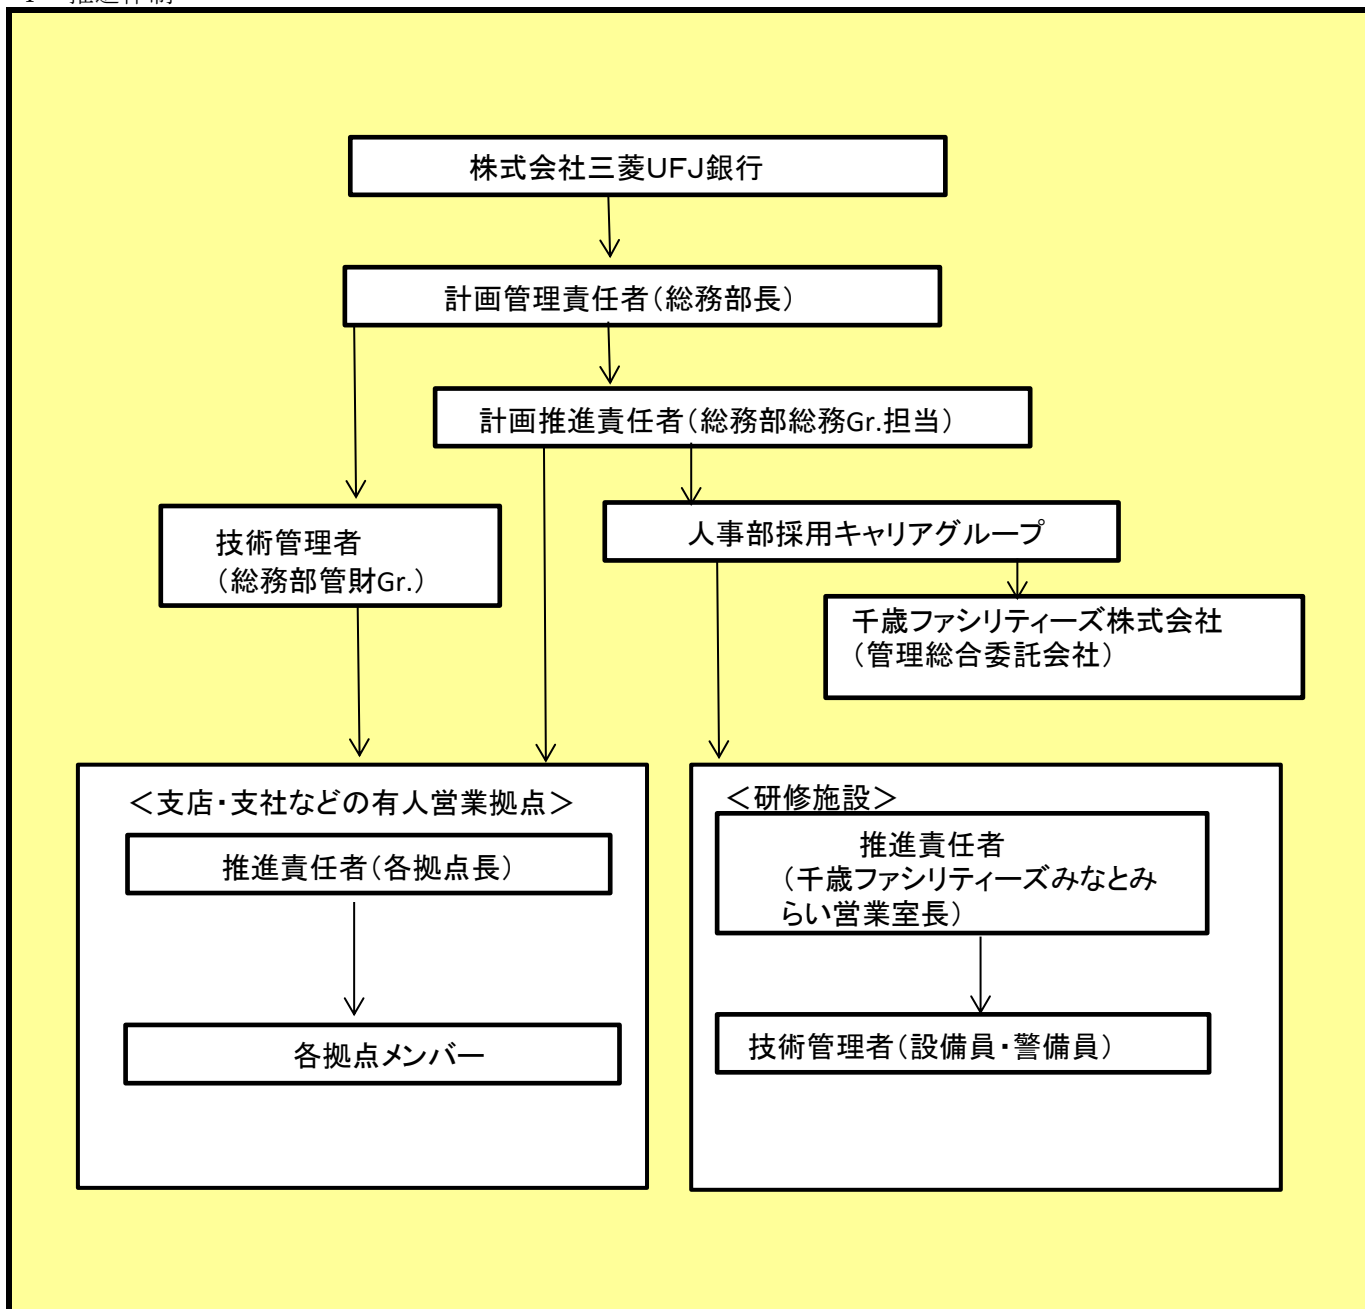 株式会社三菱UFJ銀行
計画管理責任者（総務部長）
計画推進責任者（総務部総務Gr.担当）
技術管理者
（総務部管財Gr.）
人事部採用キャリアグループ
千歳ファシリティーズ株式会社
（管理総合委託会社）
＜支店・支社などの有人営業拠点＞
推進責任者（各拠点長）
各拠点メンバー
＜研修施設＞
推進責任者
（千歳ファシリティーズみなとみ
らい営業室長）
技術管理者（設備員・警備員）